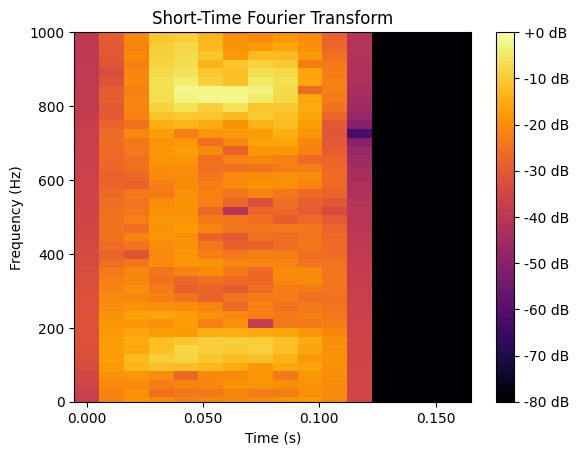 Short-Time Fourier Transform
1000
800
600
400
200
0
Frequency (Hz)
0.000
0.050
0.100
0.150
Time (s)
+0 dB
-10 dB
-20 dB
-30 dB
-40 dB
-50 dB
-60 dB
-70 dB
-80 dB